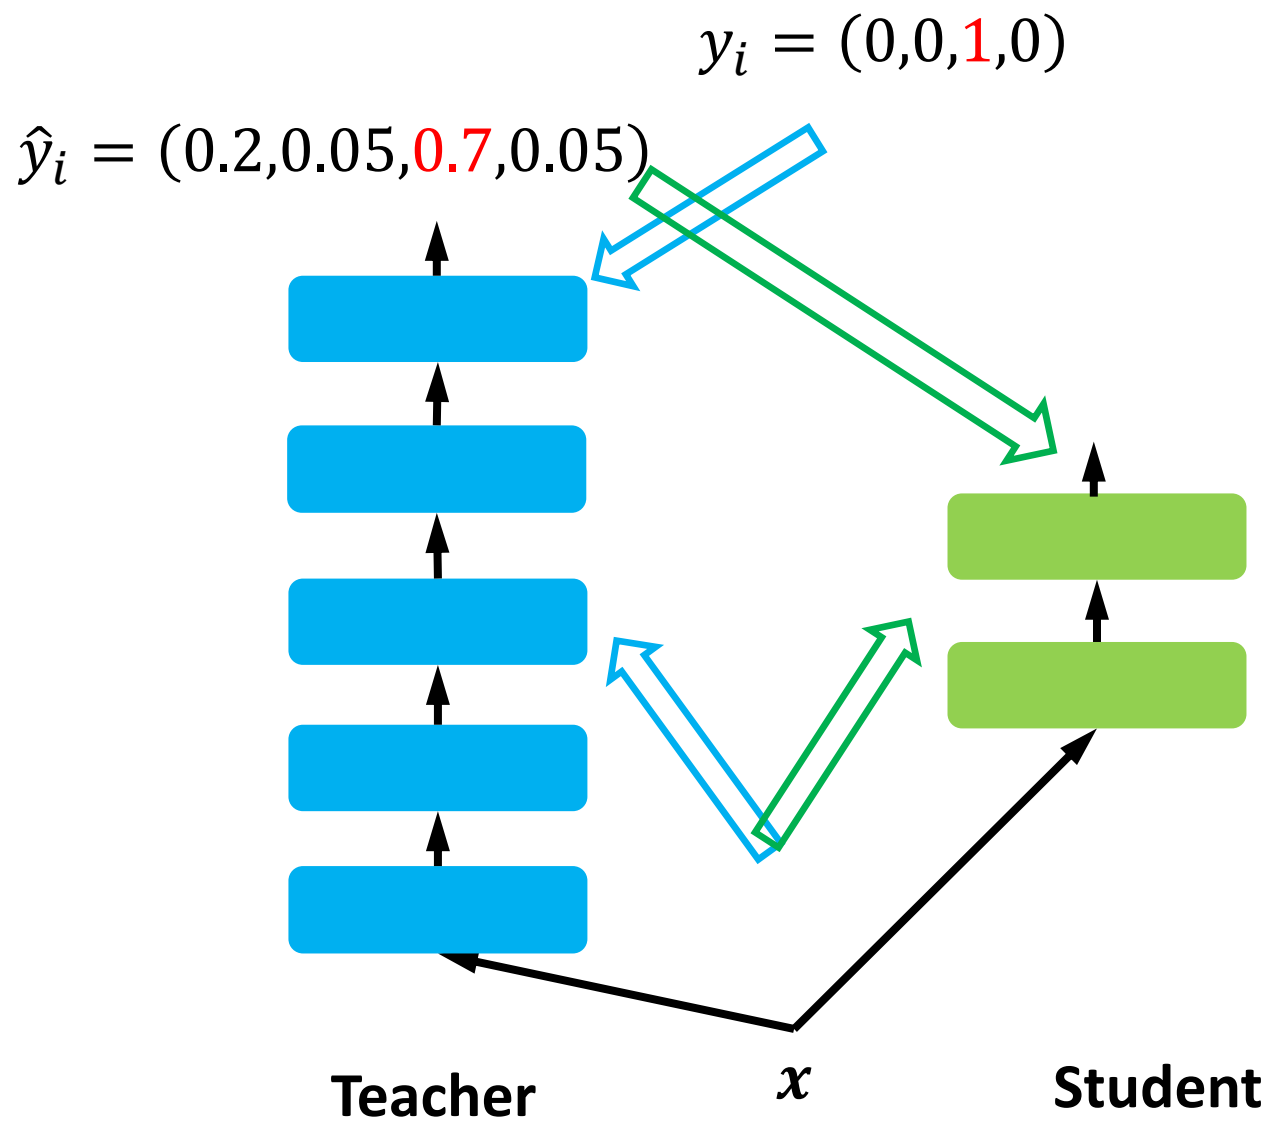 y_i = (0,0,1,0)
ŷ_i = (0.2,0.05,0.7,0.05)
Teacher
x
Student